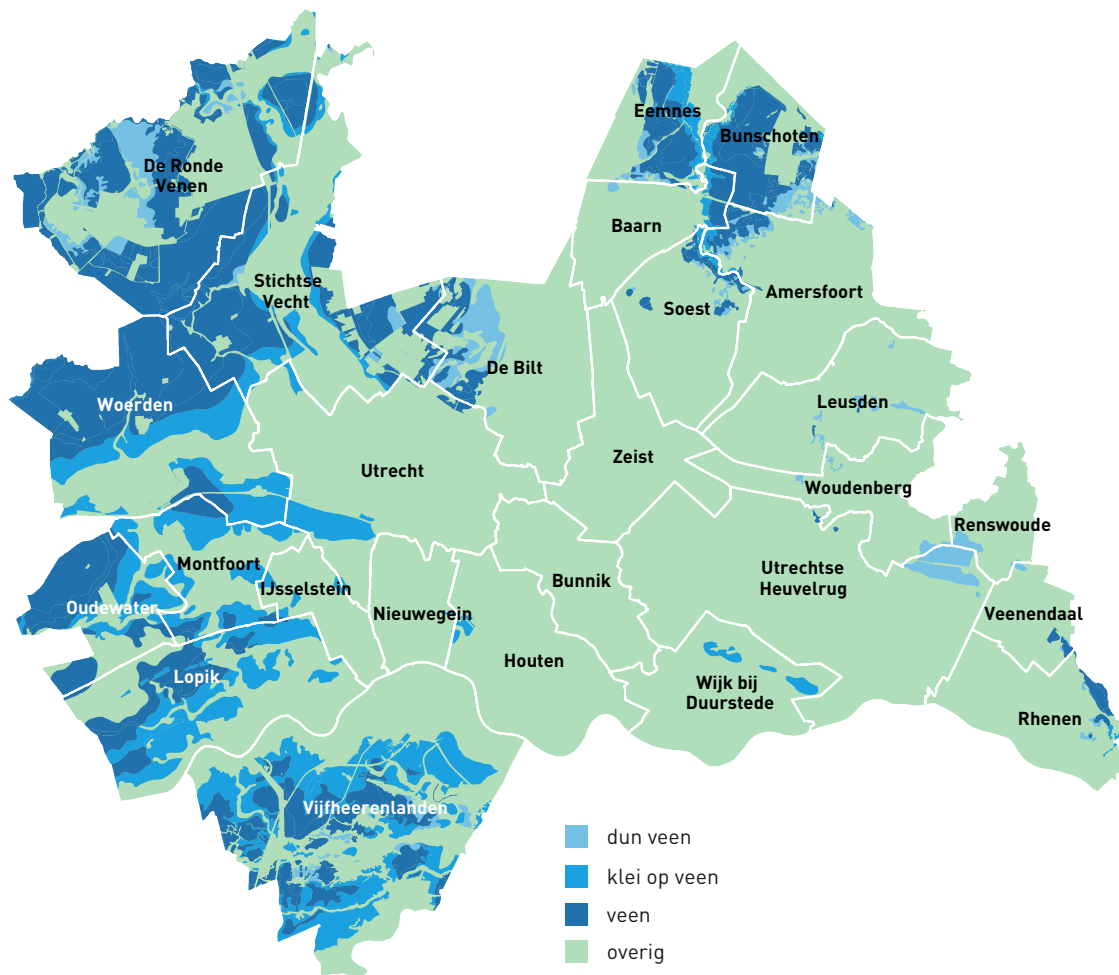 Eemnes
Bunschoten
De Ronde
Venen
Baarn
Stichtse
Vecht
Amersfoort
Soest
De Bilt
Woerden
Leusden
Utrecht
Zeist
Woudenberg
Renswoude
Montfoort
Utrechtse
Heuvelrug
IJsselstein
Bunnik
Oudewater
Nieuwegein
Veenendaal
Houten
Lopik
Wijk bij
Duurstede
Rhenen
Vijfheerenlanden
dun veen
klei op veen
veen
overig